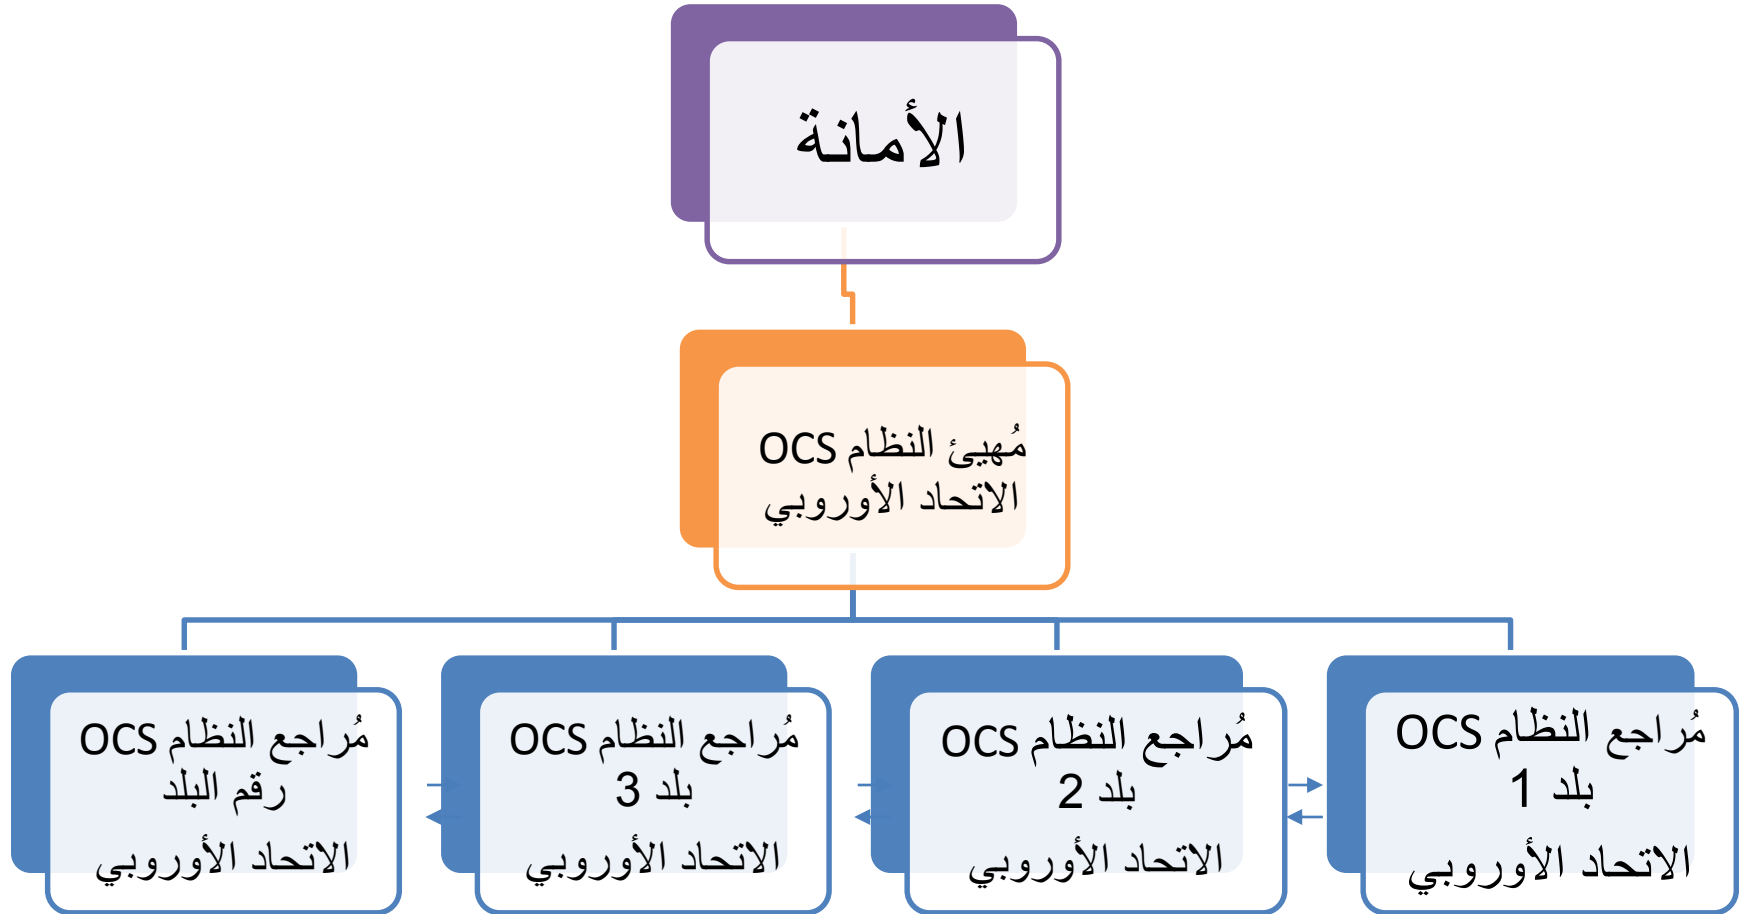 الأمانة
مُهيئ النظام OCS
الاتحاد الأوروبي
مُراجع النظام OCS
بلد 1
الاتحاد الأوروبي
مُراجع النظام OCS
بلد 2
الاتحاد الأوروبي
مُراجع النظام OCS
بلد 3
الاتحاد الأوروبي
مُراجع النظام OCS
رقم البلد
الاتحاد الأوروبي